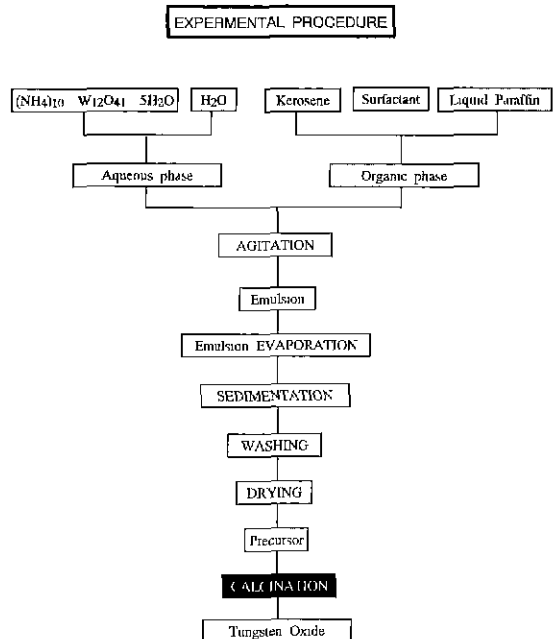 EXPERMENTAL PROCEDURE
(NH4)10 W12O41 5H2O
H2O
Kerosene
Surfactant
Liquid Paraffin
Aqueous phase
Organic phase
AGITATION
Emulsion
Emulsion EVAPORATION
SEDIMENTATION
WASHING
DRYING
Precursor
CALCINATION
Tungsten Oxide